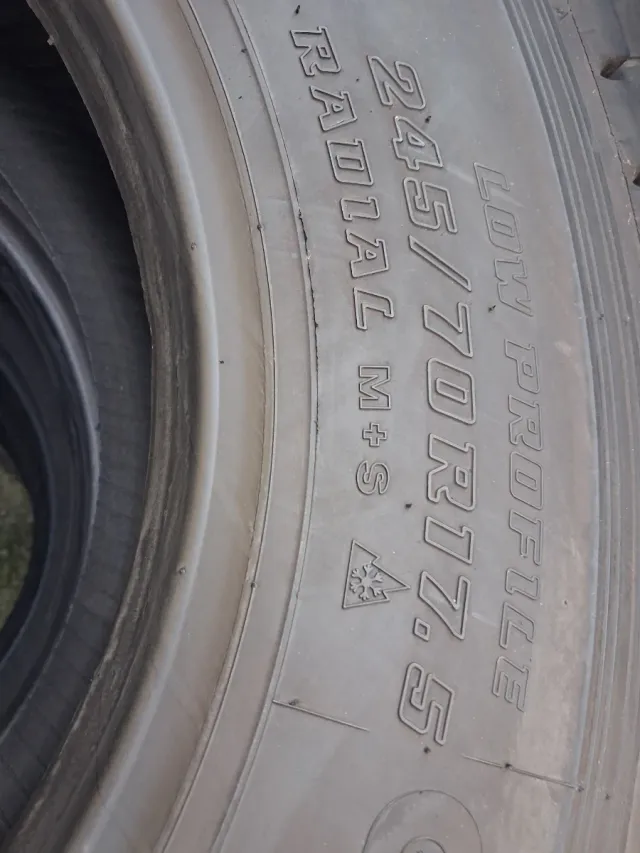 LOW PROFILE
245/70R17.5
RADIAL M+S